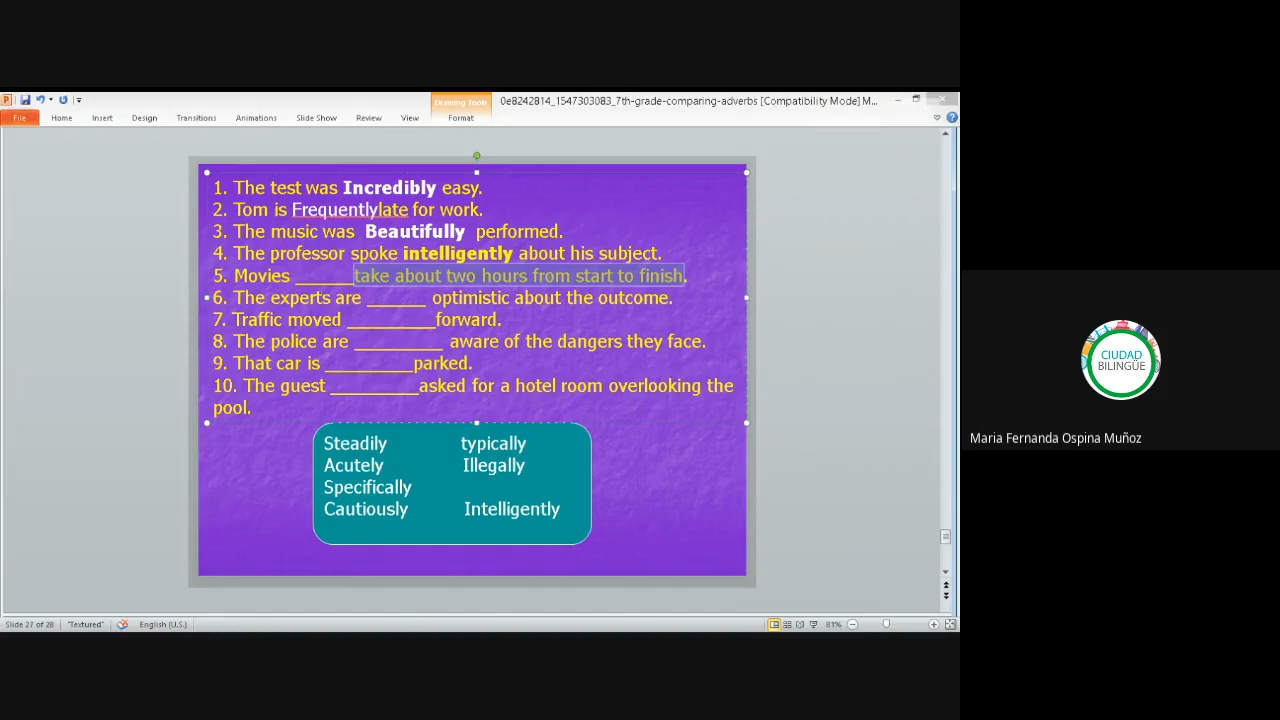 Drawing Tools
0e8242814_1547303083_7th-grade-comparing-adverbs [Compatibility Mode] M...
File Home Insert Design Transitions Animations Slide Show Review View Format
1. The test was Incredibly easy.
2. Tom is Frequentlylate for work.
3. The music was Beautifully performed.
4. The professor spoke intelligently about his subject.
5. Movies ______take about two hours from start to finish.
6. The experts are ______ optimistic about the outcome.
7. Traffic moved _________forward.
8. The police are _________ aware of the dangers they face.
9. That car is _________parked.
10. The guest _________asked for a hotel room overlooking the
pool.
Steadily typically
Acutely Illegally
Specifically
Cautiously Intelligently
CIUDAD
BILINGÜE
Maria Fernanda Ospina Muñoz
Slide 27 of 28 "Textured" English (U.S.) 81%